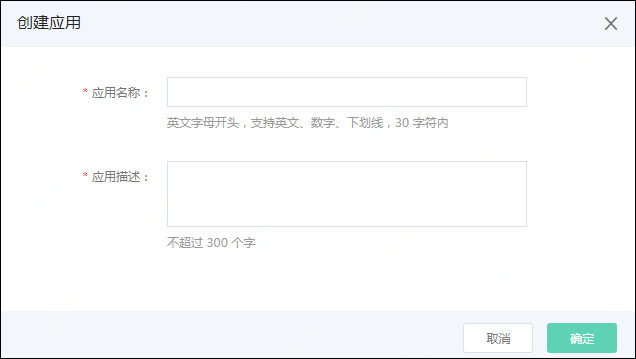 创建应用
* 应用名称：
英文字母开头，支持英文、数字、下划线，30 字符内
* 应用描述：
不超过 300 个字
取消
确定